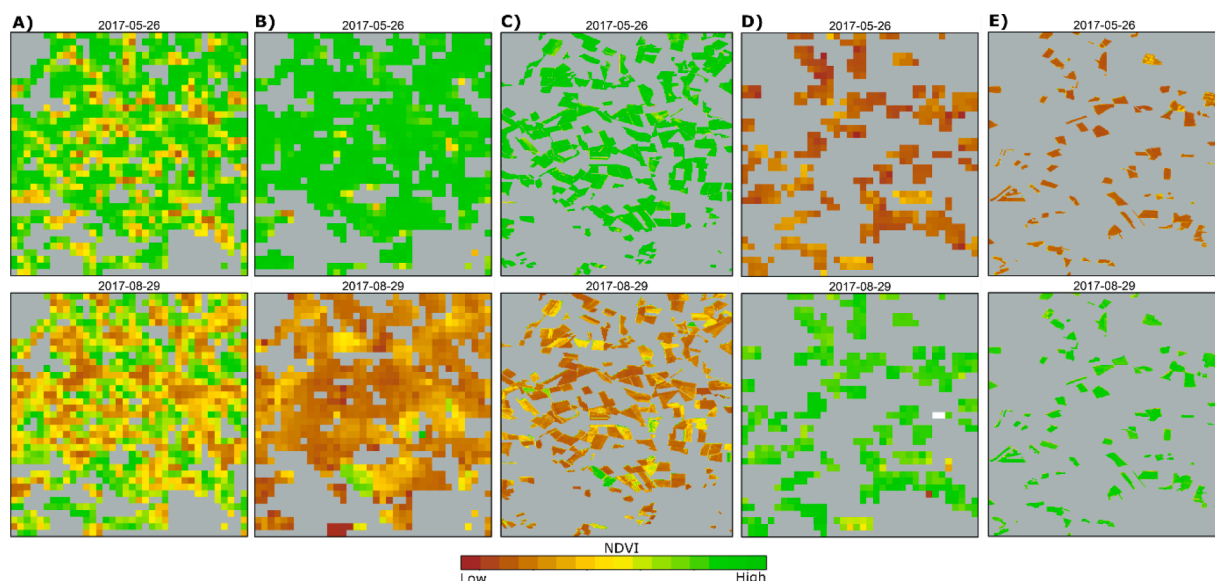 A) B) C) D) E)
2017-05-26 2017-05-26 2017-05-26 2017-05-26 2017-05-26
2017-08-29 2017-08-29 2017-08-29 2017-08-29 2017-08-29
NDVI
Low High